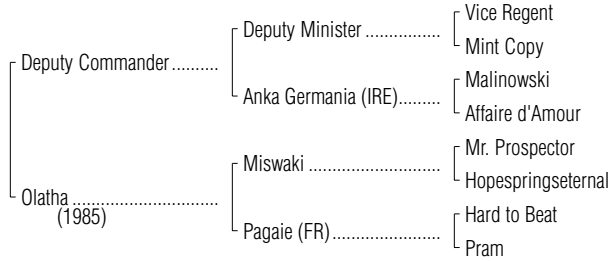 Vice Regent
Deputy Minister ..................
Mint Copy
Deputy Commander..........
Malinowski
Anka Germania (IRE).........
Affaire d'Amour
Mr. Prospector
Miswaki ..........................
Hopespringseternal
Olatha .............................
(1985)
Hard to Beat
Pagaie (FR)......................
Pram